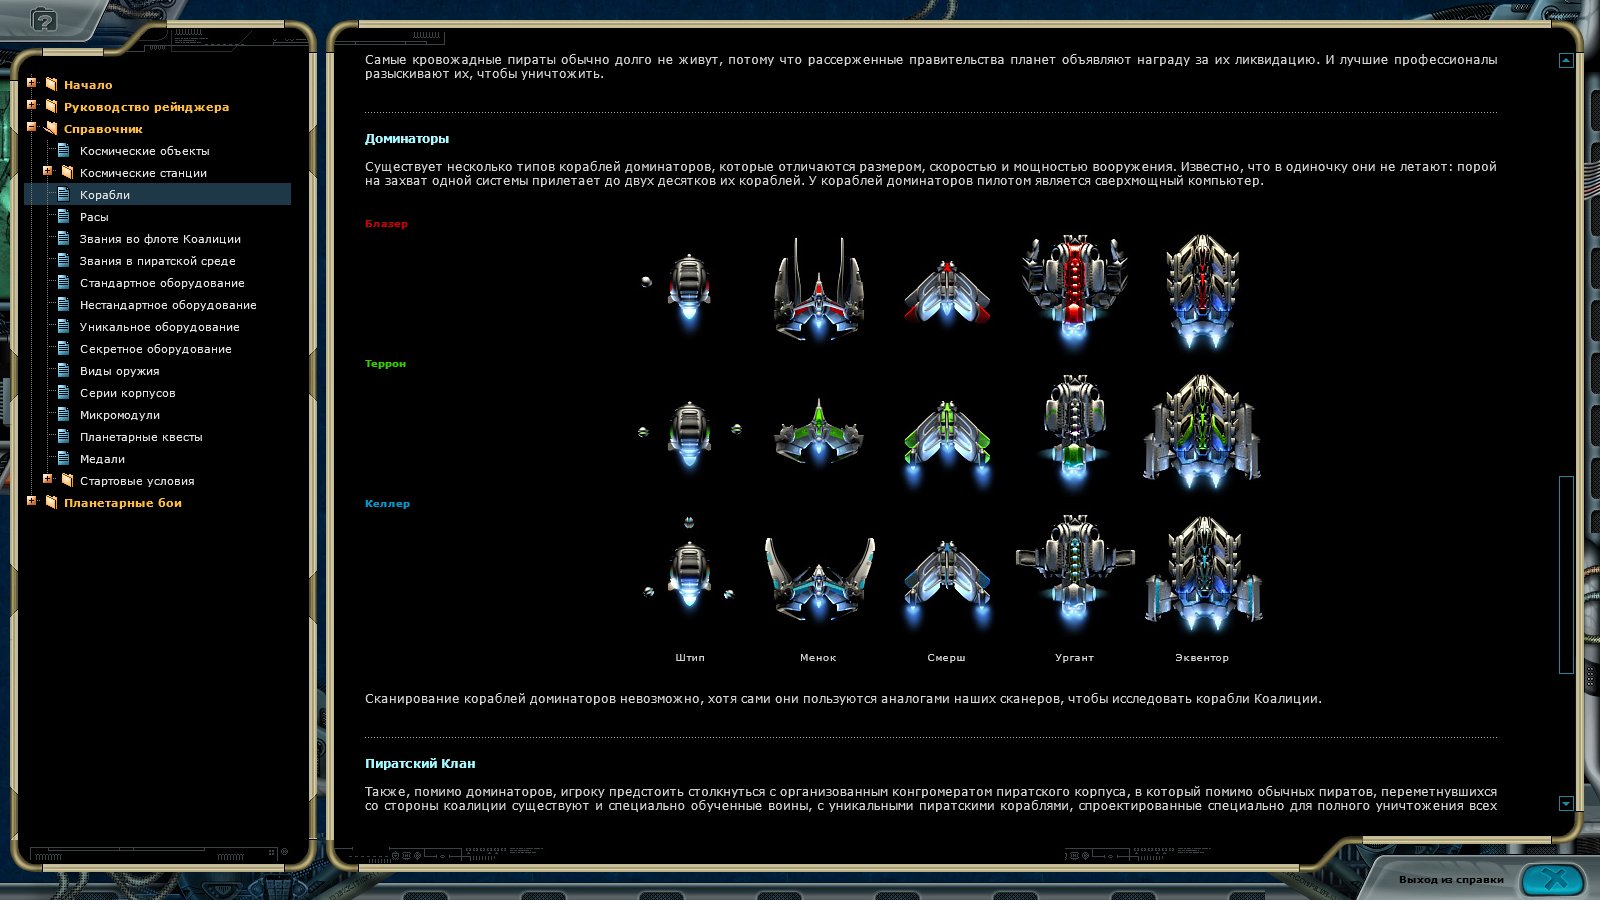 Начало
Руководство рейнджера
Справочник
Космические объекты
Космические станции
Корабли
Расы
Звания во флоте Коалиции
Звания в пиратской среде
Стандартное оборудование
Нестандартное оборудование
Уникальное оборудование
Секретное оборудование
Виды оружия
Серии корпусов
Микромодули
Планетарные квесты
Медали
Стартовые условия
Планетарные бои
Самые кровожадные пираты обычно долго не живут, потому что рассерженные правительства планет объявляют награду за их ликвидацию. И лучшие профессионалы
разыскивают их, чтобы уничтожить.
Доминаторы
Существует несколько типов кораблей доминаторов, которые отличаются размером, скоростью и мощностью вооружения. Известно, что в одиночку они не летают: порой
на захват одной системы прилетает до двух десятков их кораблей. У кораблей доминаторов пилотом является сверхмощный компьютер.
Блазер
Террон
Келлер
Штип Менок Смерш Ургант Эквентор
Сканирование кораблей доминаторов невозможно, хотя сами они пользуются аналогами наших сканеров, чтобы исследовать корабли Коалиции.
Пиратский Клан
Также, помимо доминаторов, игроку предстоить столкнуться с организованным конгромератом пиратского корпуса, в который помимо обычных пиратов, переметнувшихся
со стороны коалиции существуют и специально обученные воины, с уникальными пиратскими кораблями, спроектированные специально для полного уничтожения всех
Выход из справки